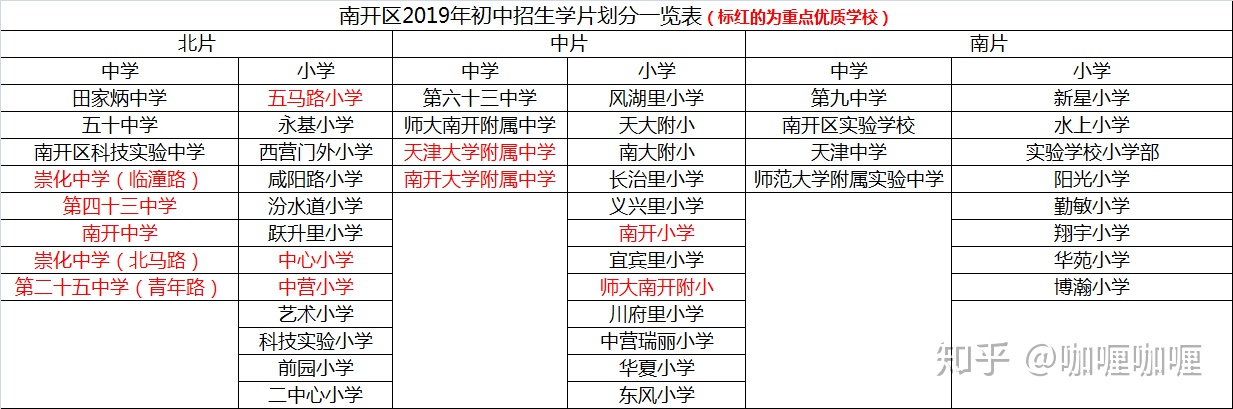 南开区2019年初中招生学片划分一览表（标红的为重点优质学校）
北片 中片 南片
中学 小学 中学 小学 中学 小学
田家炳中学 五马路小学 第六十三中学 风湖里小学 第九中学 新星小学
五十中学 永基小学 师大南开附属中学 天大附小 南开区实验学校 水上小学
南开区科技实验中学 西营门外小学 天津大学附属中学 南大附小 天津中学 实验学校小学部
崇化中学（临潼路） 咸阳路小学 南开大学附属中学 长治里小学 师范大学附属实验中学 阳光小学
第四十三中学 汾水道小学 义兴里小学 勤敏小学
南开中学 跃升里小学 南开小学 翔宇小学
崇化中学（北马路） 中心小学 宜宾里小学 华苑小学
第二十五中学（青年路） 中营小学 师大南开附小 博瀚小学
艺术小学 川府里小学
科技实验小学 中营瑞丽小学
前园小学 华夏小学
二中心小学 东风小学
知乎 @咖喱咖喱